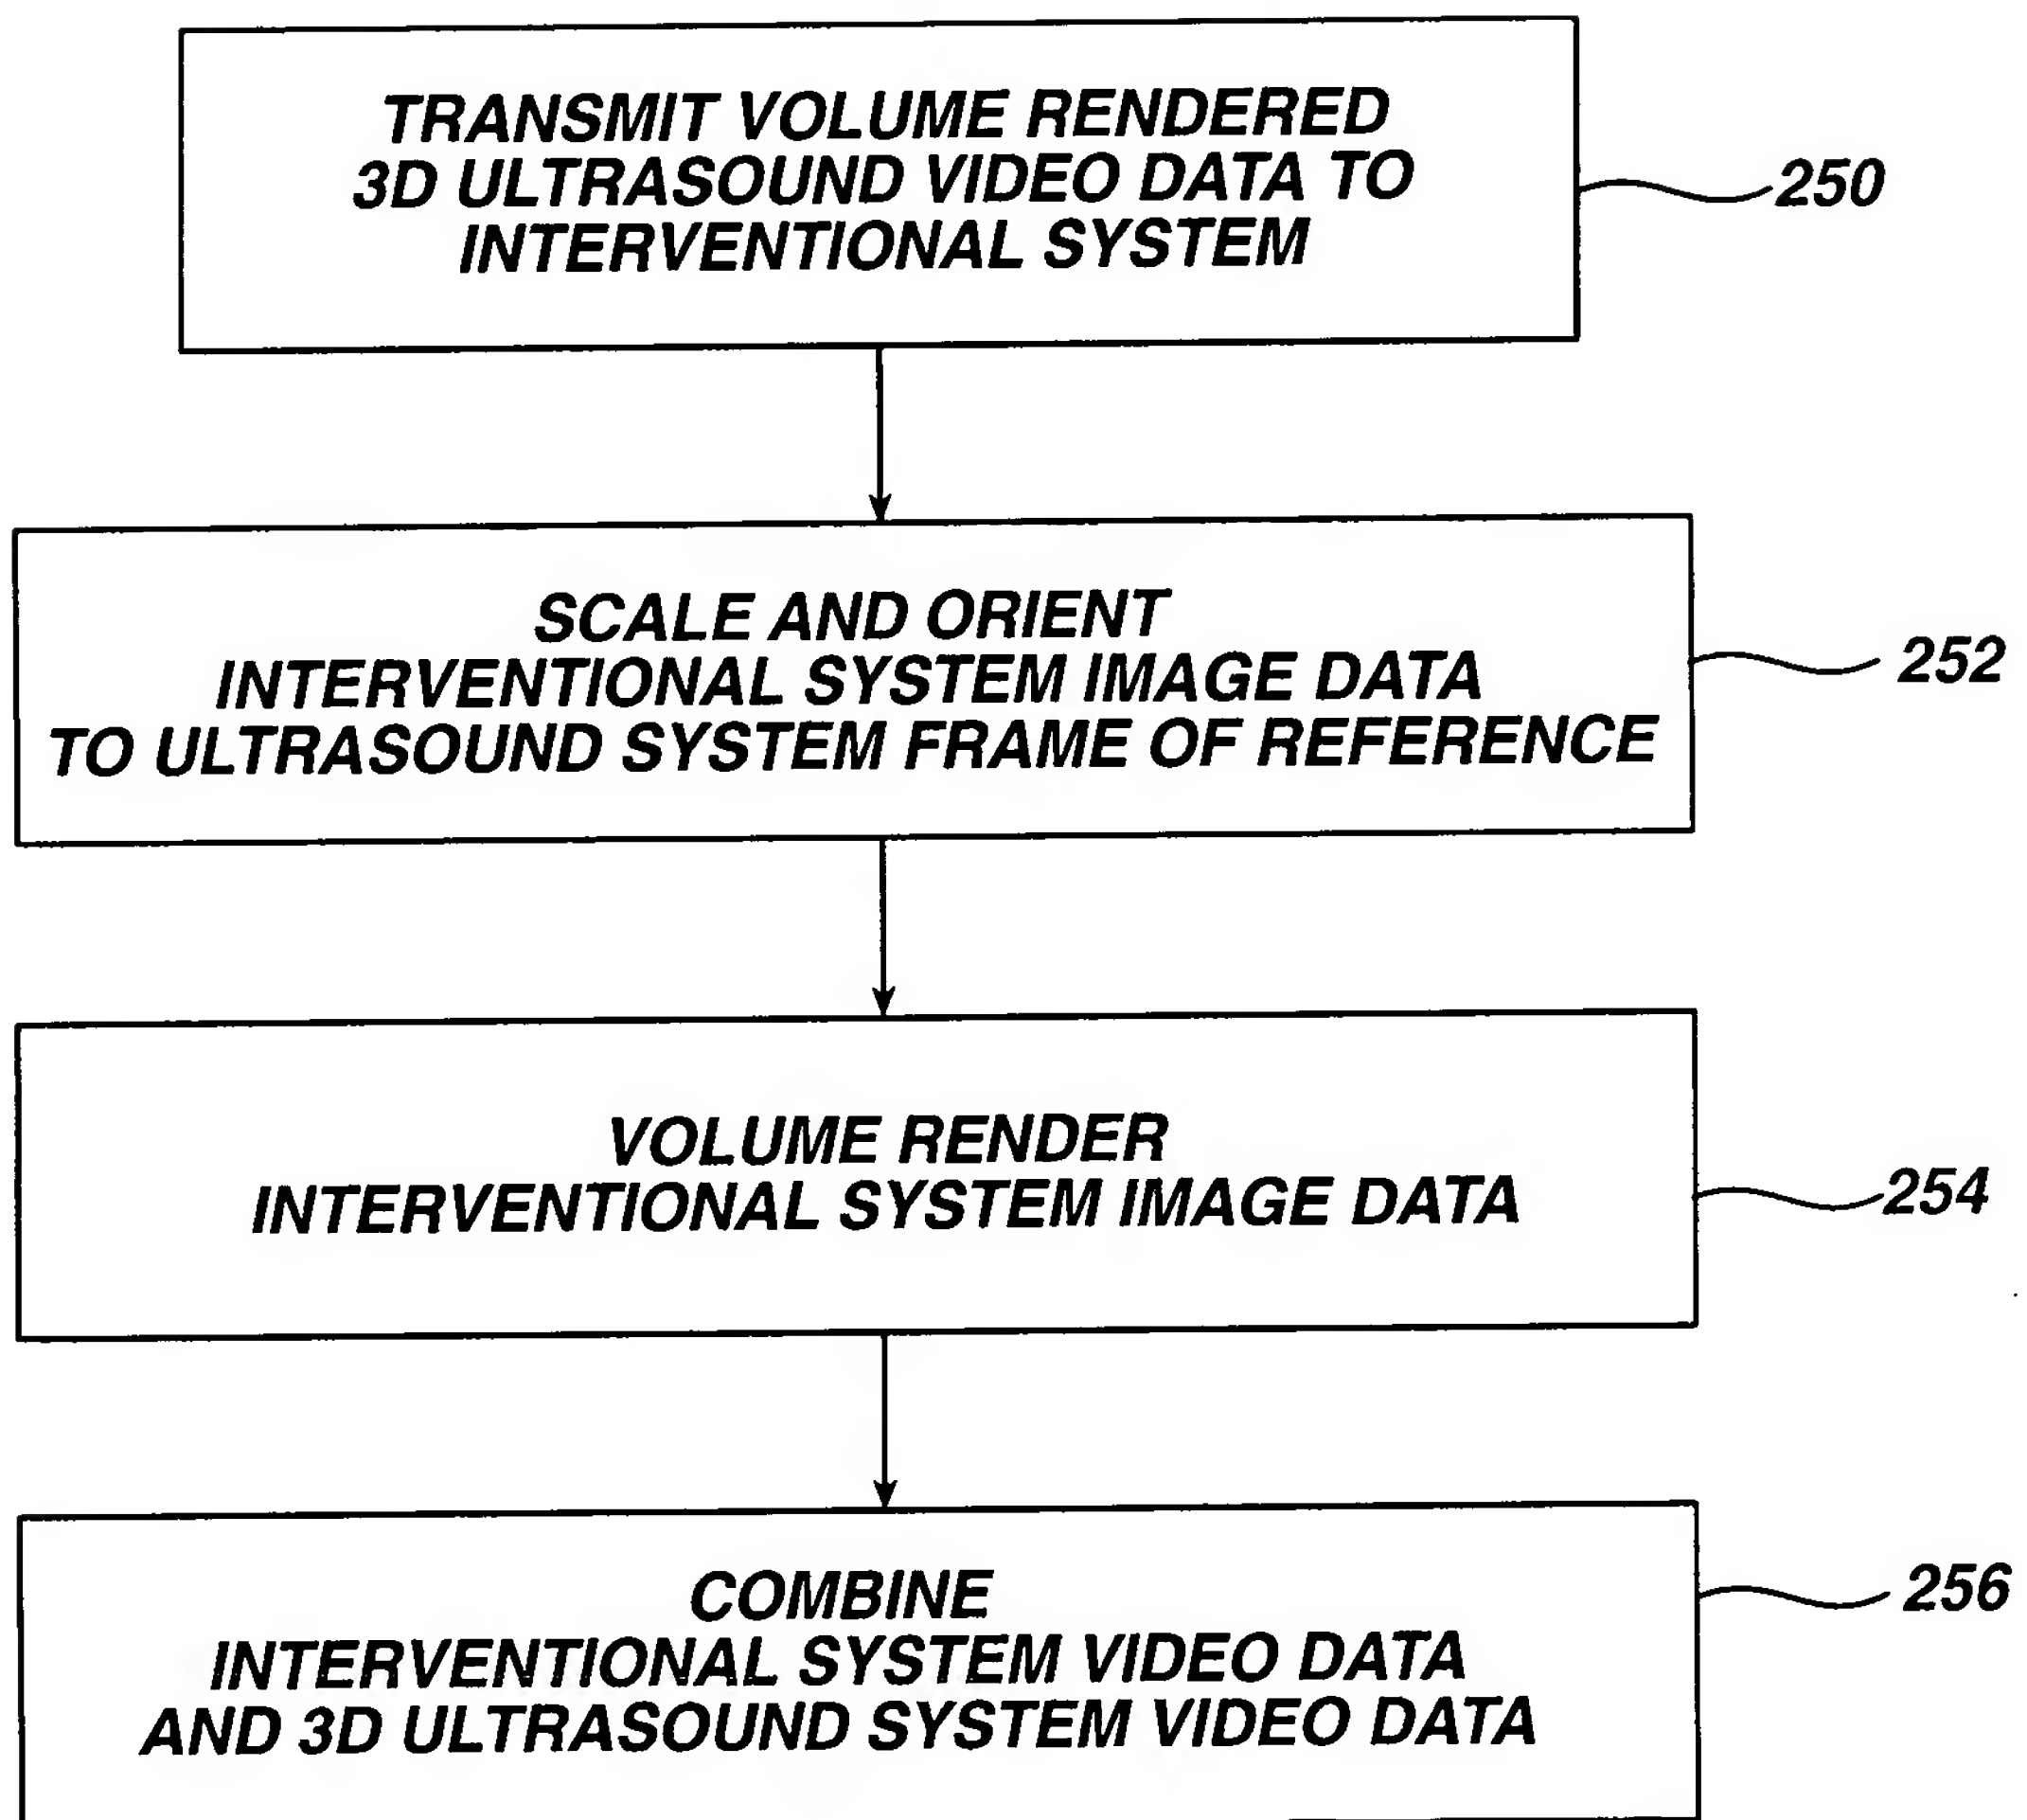 TRANSMIT VOLUME RENDERED
3D ULTRASOUND VIDEO DATA TO
INTERVENTIONAL SYSTEM
250
SCALE AND ORIENT
INTERVENTIONAL SYSTEM IMAGE DATA
TO ULTRASOUND SYSTEM FRAME OF REFERENCE
252
VOLUME RENDER
INTERVENTIONAL SYSTEM IMAGE DATA
254
COMBINE
INTERVENTIONAL SYSTEM VIDEO DATA
AND 3D ULTRASOUND SYSTEM VIDEO DATA
256